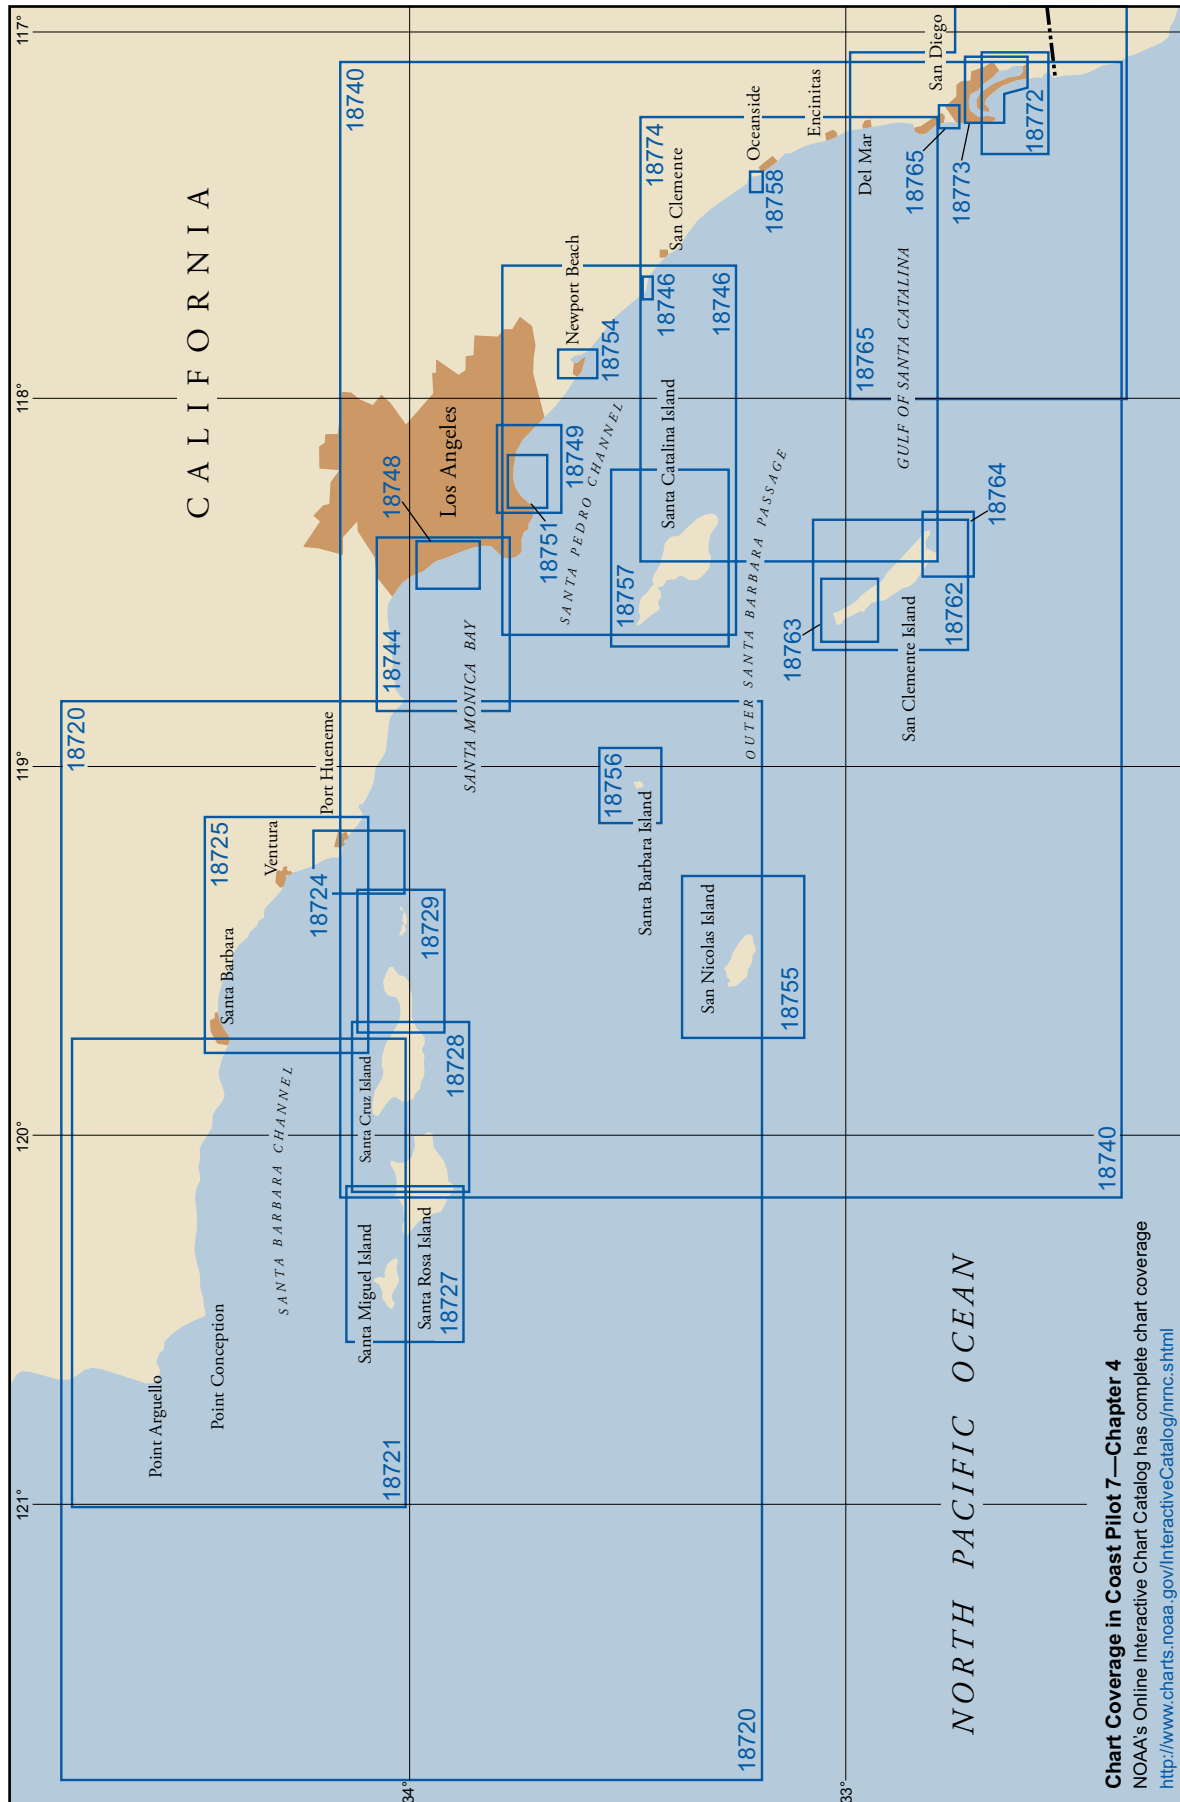 117°
118°
119°
120°
121°
34°
33°
CALIFORNIA
18740
18720
18774
18725
18744
18748
Los Angeles
Newport Beach
18754
San Clemente
18746
18746
Oceanside
18758
Encinitas
Del Mar
San Diego
18765
18773
18772
18765
GULF OF SANTA CATALINA
18749
18751
SANTA PEDRO CHANNEL
Santa Catalina Island
18757
OUTER SANTA BARBARA PASSAGE
18763
18762
18764
San Clemente Island
SANTA MONICA BAY
Port Hueneme
Ventura
18724
Santa Barbara
18729
18728
Santa Cruz Island
SANTA BARBARA CHANNEL
18756
Santa Barbara Island
San Nicolas Island
18755
Santa Miguel Island
Santa Rosa Island
18727
Point Conception
Point Arguello
18721
18740
18720
NORTH PACIFIC OCEAN
Chart Coverage in Coast Pilot 7—Chapter 4
NOAA's Online Interactive Chart Catalog has complete chart coverage
http://www.charts.noaa.gov/InteractiveCatalog/nrnc.shtml